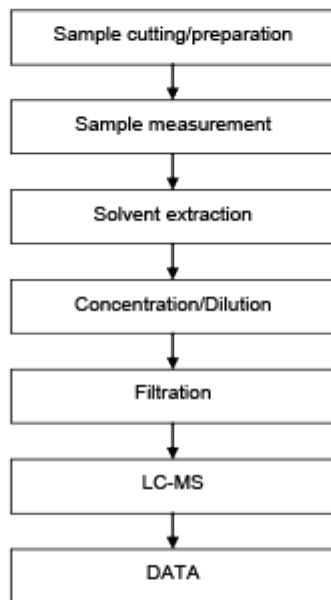 Sample cutting/preparation
Sample measurement
Solvent extraction
Concentration/Dilution
Filtration
LC-MS
DATA